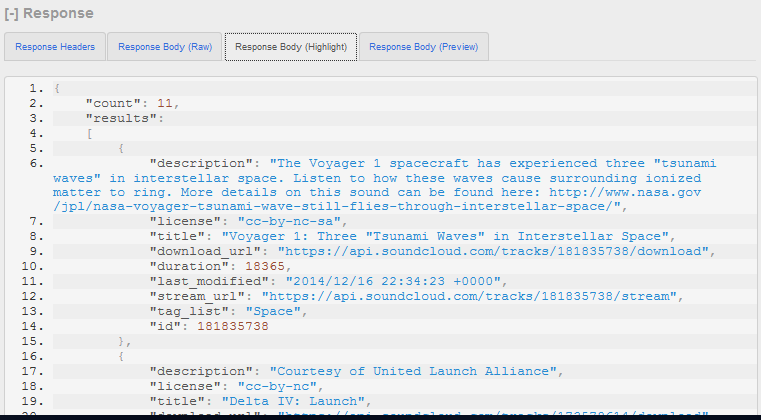 [-] Response
Response Headers Response Body (Raw) Response Body (Highlight) Response Body (Preview)
1. {
2. "count": 11,
3. "results":
4. [
5. {
6. "description": "The Voyager 1 spacecraft has experienced three "tsunami
waves" in interstellar space. Listen to how these waves cause surrounding ionized
matter to ring. More details on this sound can be found here: http://www.nasa.gov
/jpl/nasa-voyager-tsunami-wave-still-flies-through-interstellar-space/",
7. "license": "cc-by-nc-sa",
8. "title": "Voyager 1: Three "Tsunami Waves" in Interstellar Space",
9. "download_url": "https://api.soundcloud.com/tracks/181835738/download",
10. "duration": 18365,
11. "last_modified": "2014/12/16 22:34:23 +0000",
12. "stream_url": "https://api.soundcloud.com/tracks/181835738/stream",
13. "tag_list": "Space",
14. "id": 181835738
15. },
16. {
17. "description": "Courtesy of United Launch Alliance",
18. "license": "cc-by-nc",
19. "title": "Delta IV: Launch",